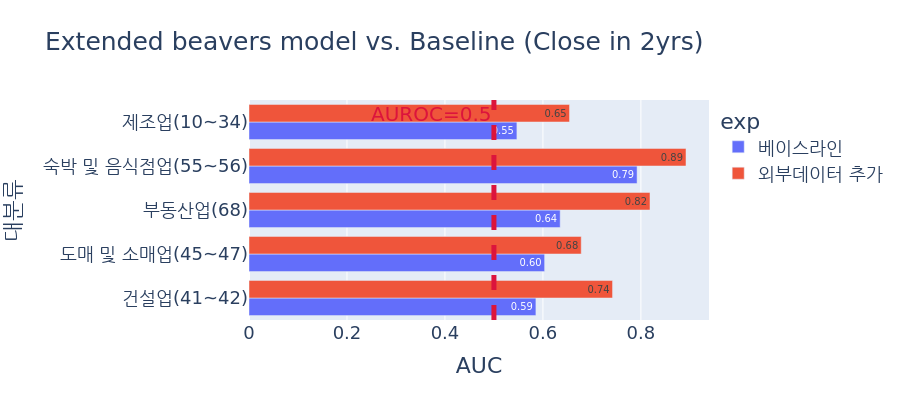 Extended beavers model vs. Baseline (Close in 2yrs)
exp
베이스라인
외부데이터 추가
대분류
제조업(10~34)
AUROC=0.5
0.65
0.55
숙박 및 음식점업(55~56)
0.89
0.79
부동산업(68)
0.82
0.64
도매 및 소매업(45~47)
0.68
0.60
건설업(41~42)
0.74
0.59
0 0.2 0.4 0.6 0.8
AUC